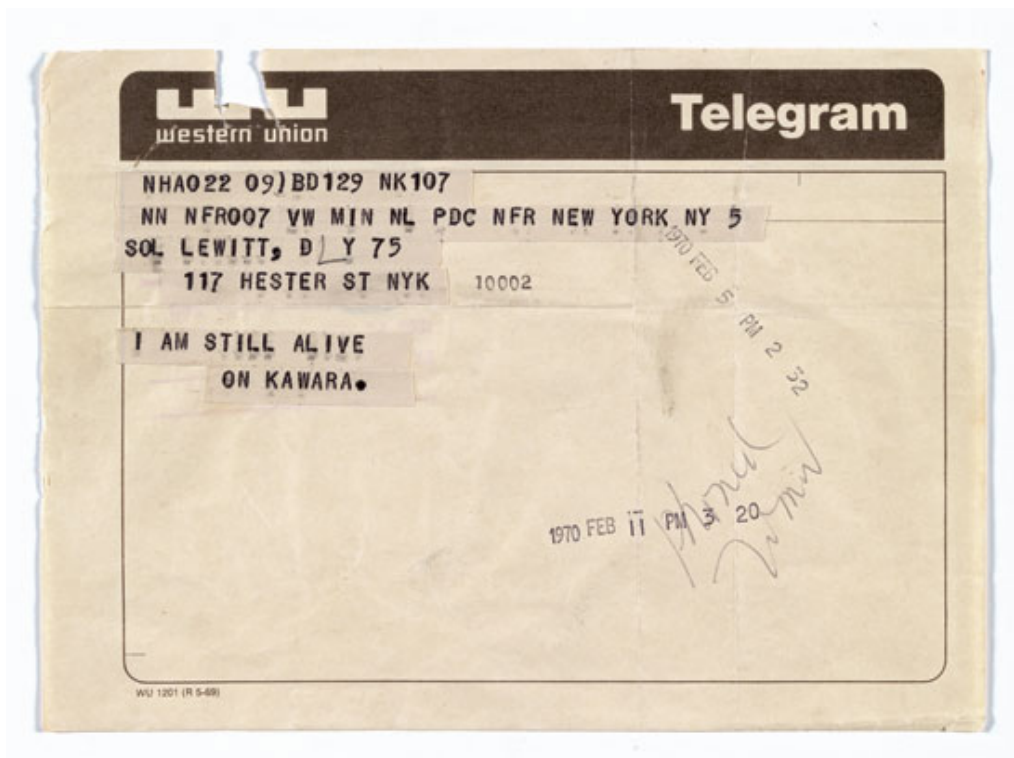 western union
Telegram
NHA022 09)BD129 NK107
NN NFR007 VW MIN NL PDC NFR NEW YORK NY 5
SOL LEWITT, DLY 75
117 HESTER ST NYK 10002
1970 FEB 5 PM 2 32
I AM STILL ALIVE
ON KAWARA.
phoned
1970 FEB 11 PM 3 20
WU 1201 (R 5-69)